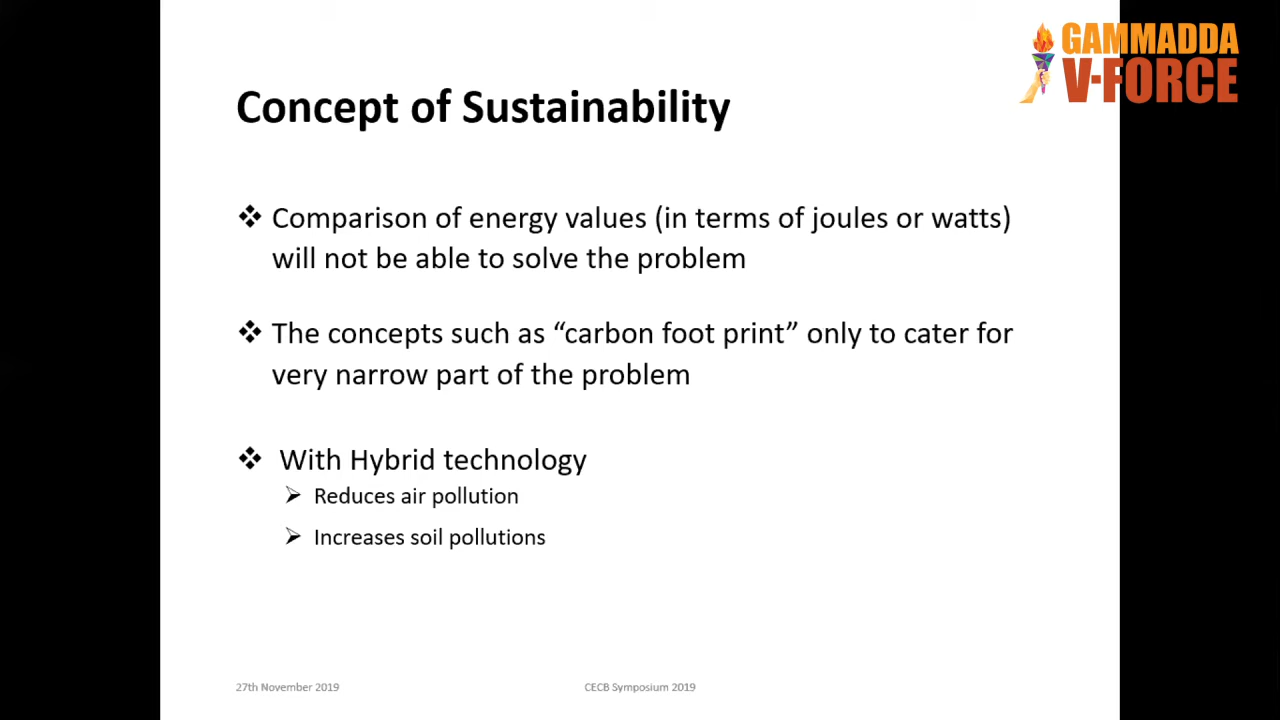 GAMMADDA
V-FORCE
Concept of Sustainability
❖ Comparison of energy values (in terms of joules or watts)
will not be able to solve the problem
❖ The concepts such as “carbon foot print” only to cater for
very narrow part of the problem
❖ With Hybrid technology
➢ Reduces air pollution
➢ Increases soil pollutions
27th November 2019
CECB Symposium 2019